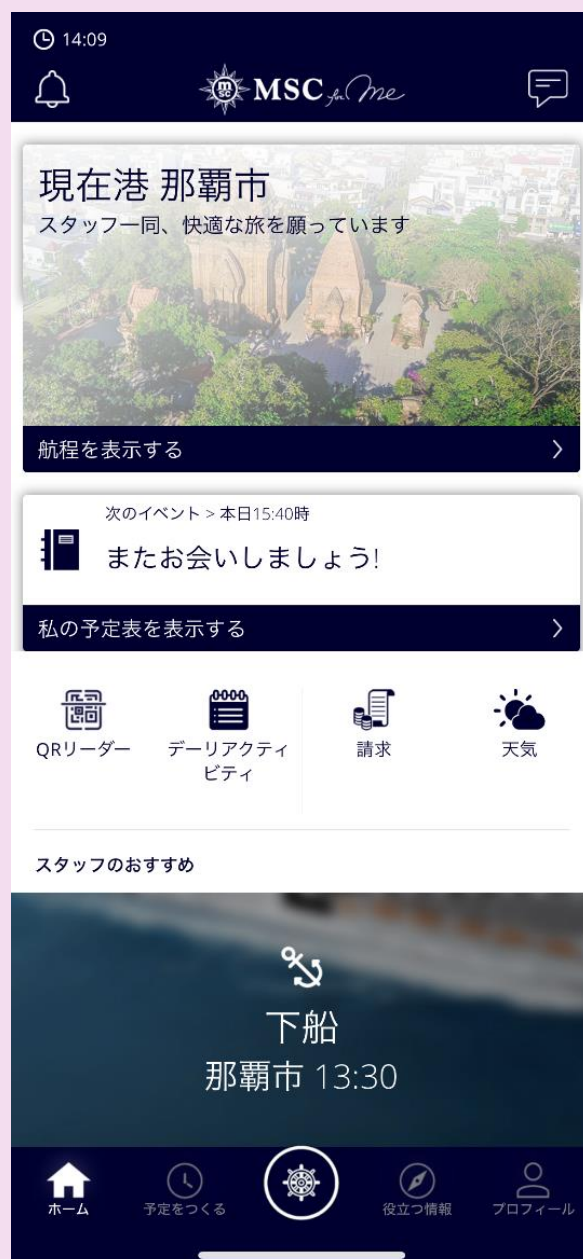 14:09
MSC for Me
現在港 那覇市
スタッフ一同、快適な旅を願っています
航程を表示する
次のイベント > 本日15:40時
またお会いしましょう!
私の予定表を表示する
QRリーダー
デーリアクティ
ビティ
請求
天気
スタッフのおすすめ
下船
那覇市 13:30
ホーム
予定をつくる
役立つ情報
プロフィール